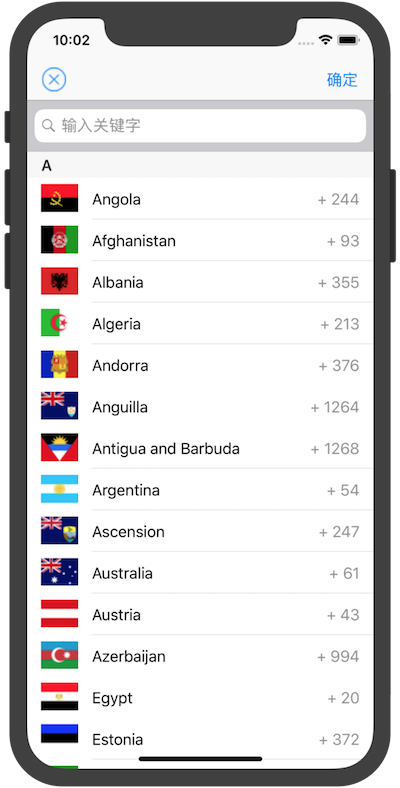 10:02
确定
输入关键字
A
Angola + 244
Afghanistan + 93
Albania + 355
Algeria + 213
Andorra + 376
Anguilla + 1264
Antigua and Barbuda + 1268
Argentina + 54
Ascension + 247
Australia + 61
Austria + 43
Azerbaijan + 994
Egypt + 20
Estonia + 372